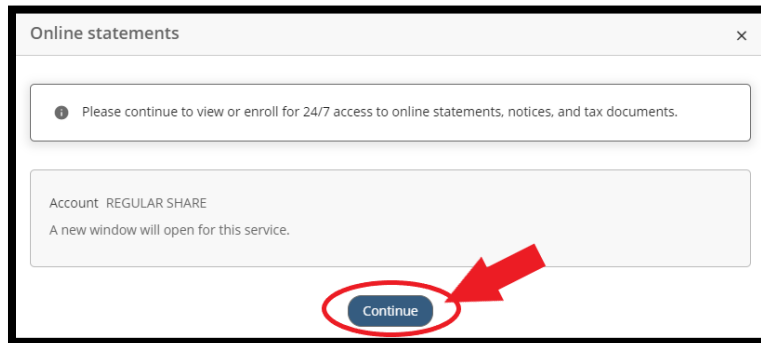 Online statements
Please continue to view or enroll for 24/7 access to online statements, notices, and tax documents.
Account REGULAR SHARE
A new window will open for this service.
Continue